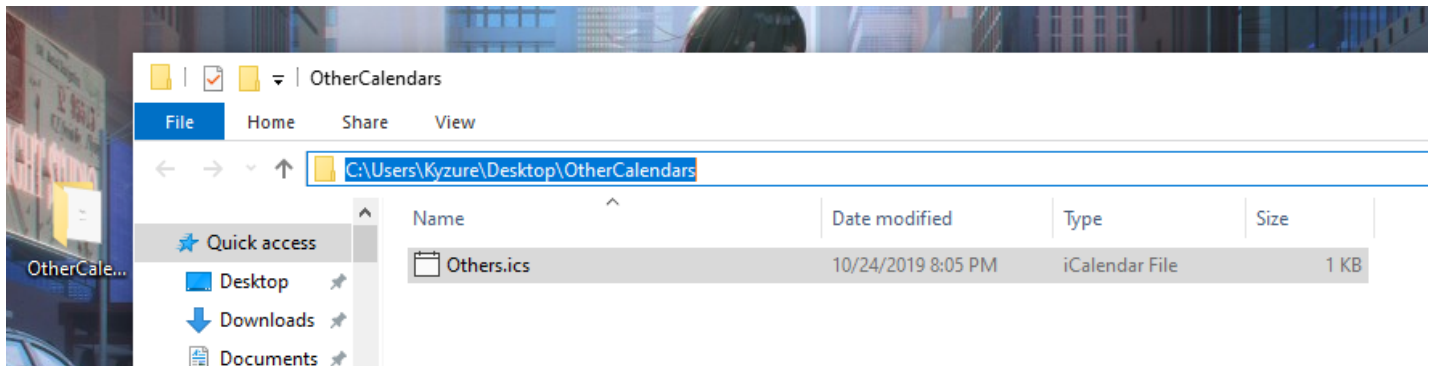 OtherCalendars
File Home Share View
C:\Users\Kyzure\Desktop\OtherCalendars
Name Date modified Type Size
Quick access
Others.ics 10/24/2019 8:05 PM iCalendar File 1 KB
OtherCale...
Desktop
Downloads
Documents